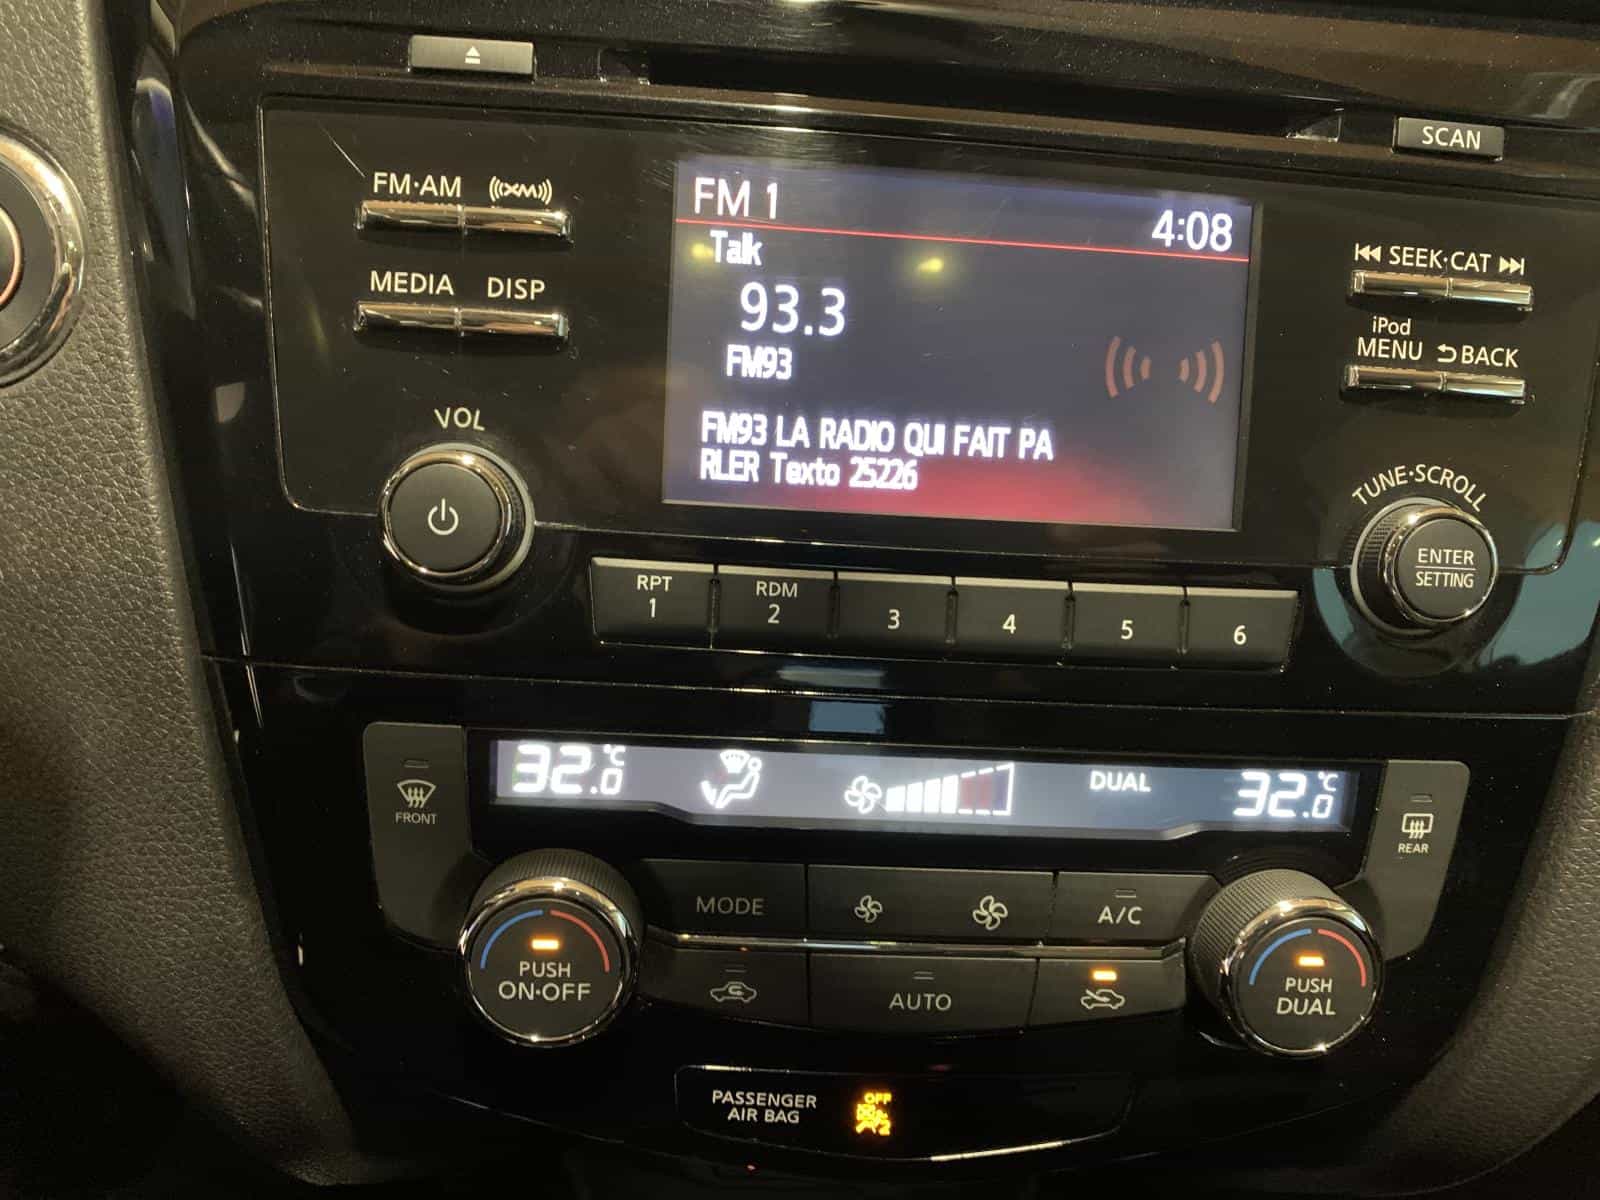 SCAN
FM·AM XM
FM 1 4:08
Talk
93.3
FM93
FM93 LA RADIO QUI FAIT PA
RLER Texto 25226
MEDIA DISP
SEEK·CAT
iPod
MENU BACK
VOL
TUNE·SCROLL
ENTER
SETTING
RPT
1
RDM
2
3
4
5
6
32.0 °C
DUAL
32.0 °C
FRONT
REAR
MODE
A/C
PUSH
ON·OFF
AUTO
PUSH
DUAL
PASSENGER
AIR BAG
OFF
2